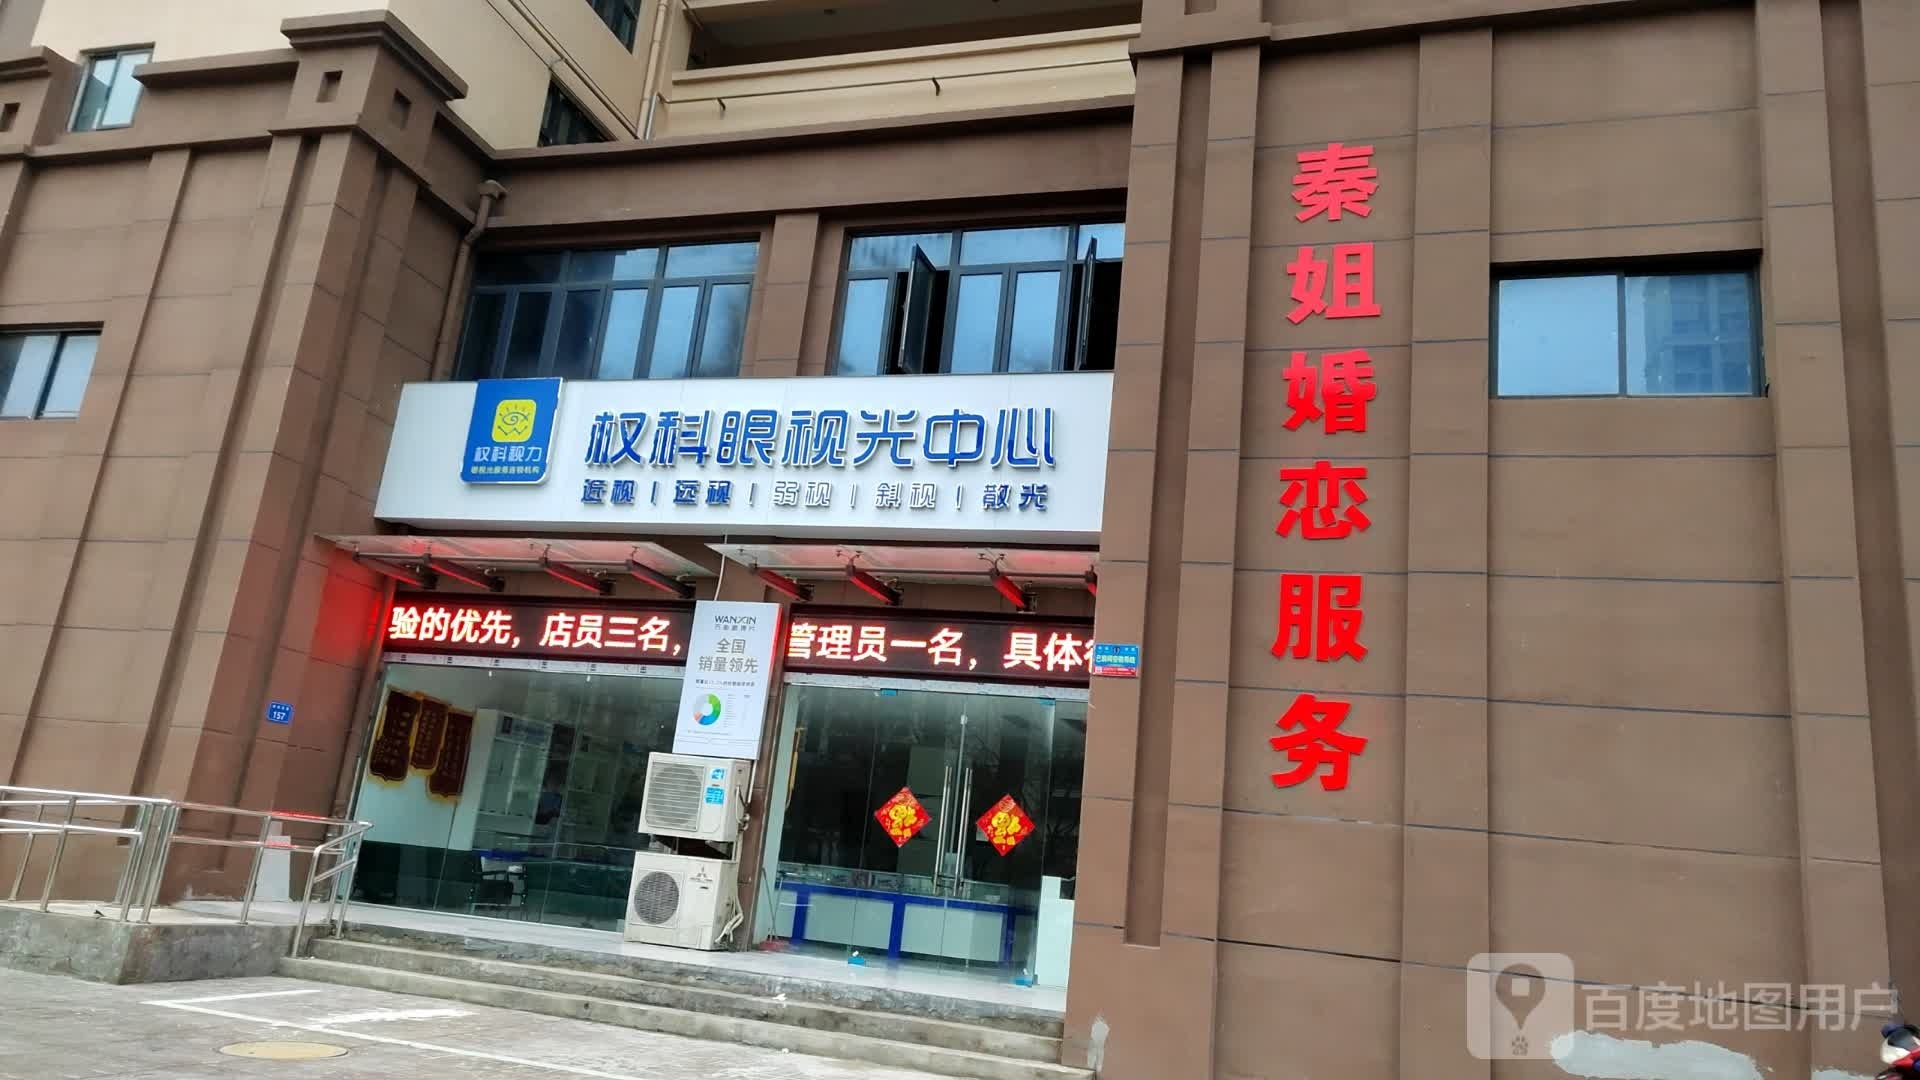 权科视力
权科眼视光中心
近视 | 远视 | 弱视 | 斜视 | 散光
秦姐婚恋服务
验的优先，店员三名，
管理员一名，具体
WANXIN
全国
销量领先
157
百度地图用户